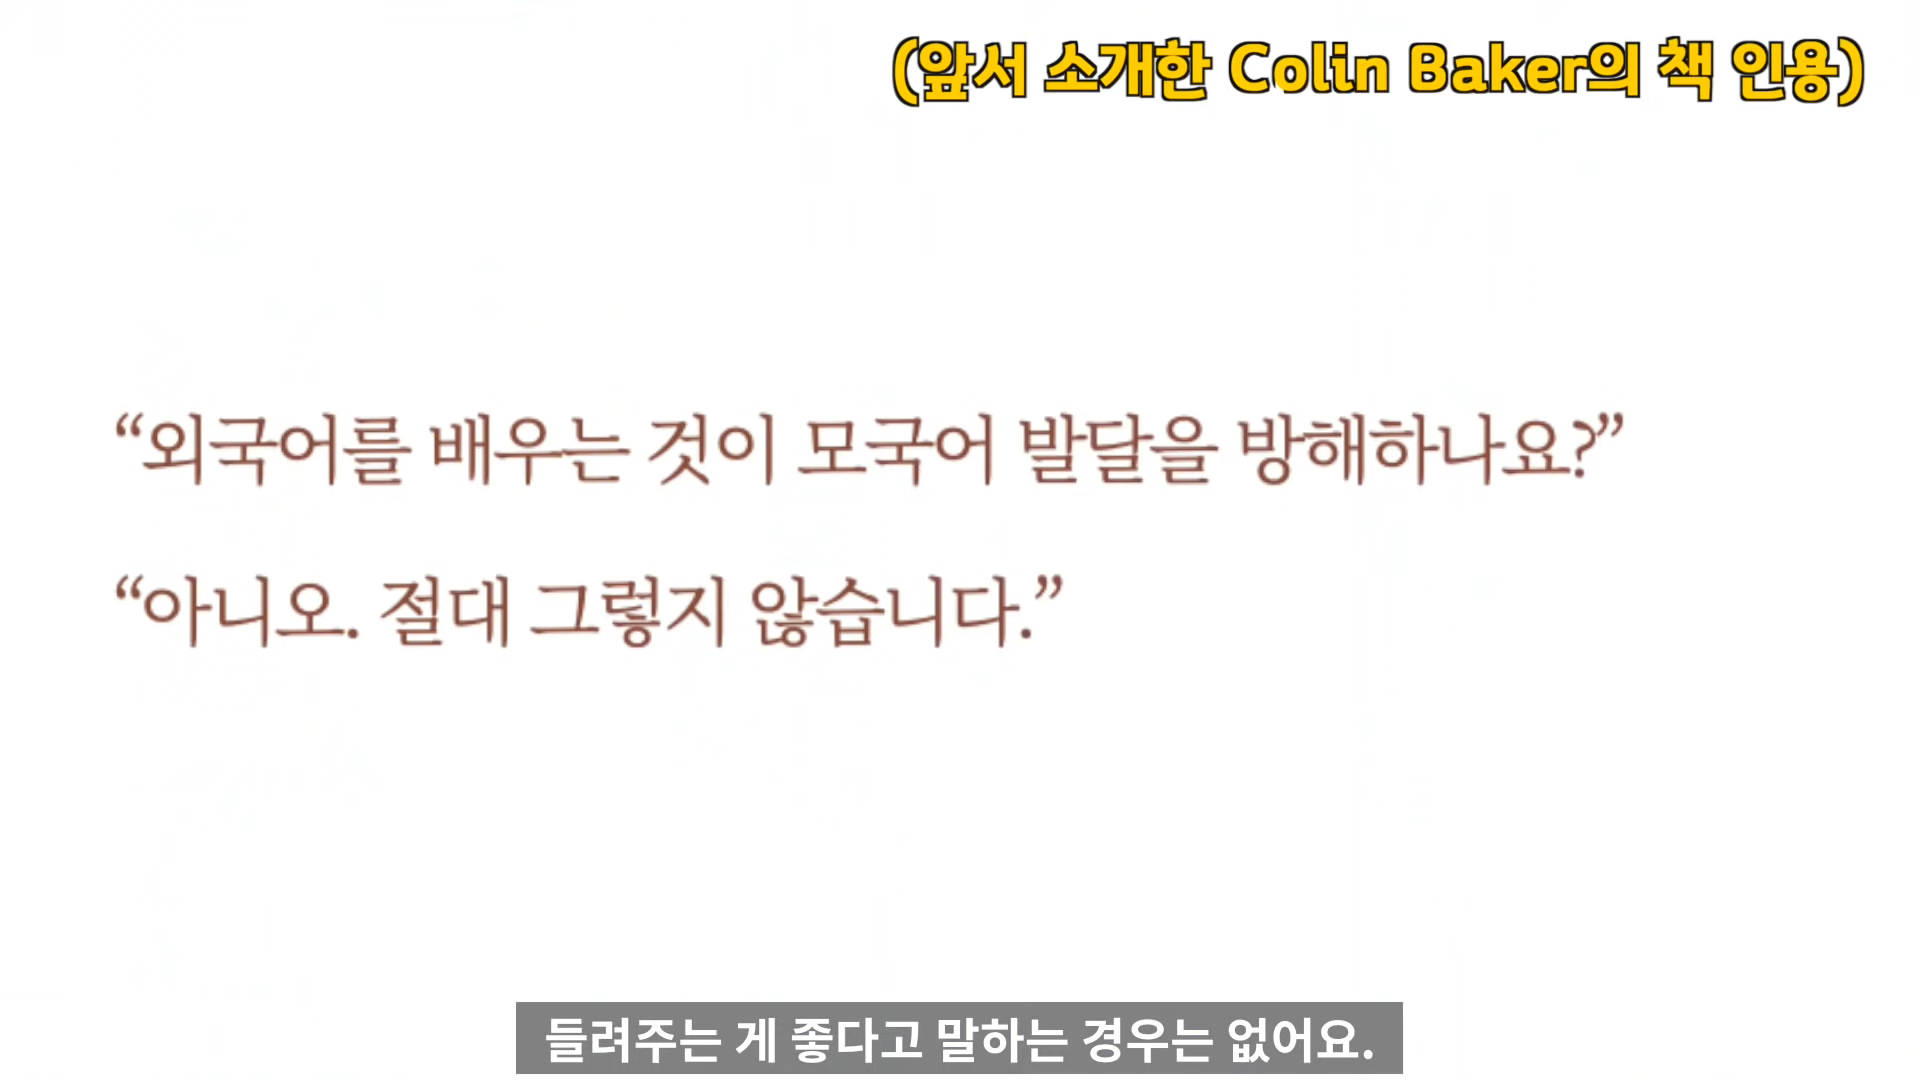 (앞서 소개한 Colin Baker의 책 인용)
“외국어를 배우는 것이 모국어 발달을 방해하나요?”
“아니오. 절대 그렇지 않습니다.”
들려주는 게 좋다고 말하는 경우는 없어요.